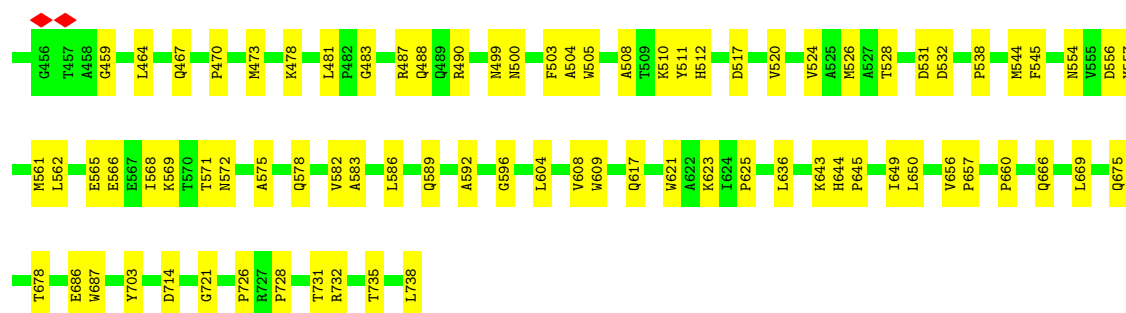 G456 T457 A458 G459 L464 Q467 P470 M473 K478 L481 P482 G483 R487 Q488 Q489 R490 N499 N500 F503 A504 W505 A508 T509 K510 Y511 H512 D517 V520 V524 A525 M526 A527 T528 D531 D532 P538 M544 F545 N554 V555 D556
M561 L562 E565 E566 E567 I568 K569 T570 T571 N572 A575 Q578 V582 A583 L586 Q589 A592 G596 L604 V608 W609 Q617 W621 A622 K623 I624 P625 L636 K643 H644 P645 I649 L650 V656 P657 P660 Q666 L669 Q675
T678 E686 W687 Y703 D714 G721 P726 R727 P728 T731 R732 T735 L738